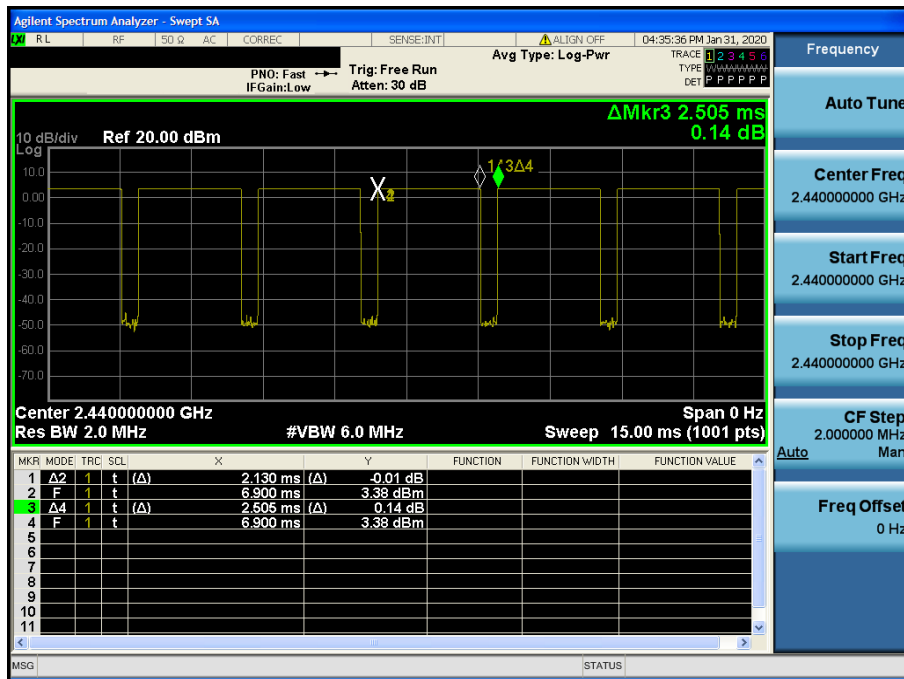 Agilent Spectrum Analyzer - Swept SA
LXI RL RF 50 Ω AC CORREC SENSE:INT ALIGN OFF 04:35:36 PM Jan 31, 2020
PNO: Fast Trig: Free Run Avg Type: Log-Pwr TRACE 1 2 3 4 5 6
IFGain:Low Atten: 30 dB TYPE
DET P P P P P P
ΔMkr3 2.505 ms
0.14 dB
10 dB/div Ref 20.00 dBm
Log
10.0
0.00
-10.0
-20.0
-30.0
-40.0
-50.0
-60.0
-70.0
3Δ4
Center 2.440000000 GHz Span 0 Hz
Res BW 2.0 MHz #VBW 6.0 MHz Sweep 15.00 ms (1001 pts)
MKR MODE TRC SCL X Y FUNCTION FUNCTION WIDTH FUNCTION VALUE
1 Δ2 1 t (Δ) 2.130 ms (Δ) -0.01 dB
2 F 1 t 6.900 ms 3.38 dBm
3 Δ4 1 t (Δ) 2.505 ms (Δ) 0.14 dB
4 F 1 t 6.900 ms 3.38 dBm
5
6
7
8
9
10
11
MSG STATUS
Frequency
Auto Tune
Center Freq
2.440000000 GHz
Start Freq
2.440000000 GHz
Stop Freq
2.440000000 GHz
CF Step
2.000000 MHz
Auto Man
Freq Offset
0 Hz